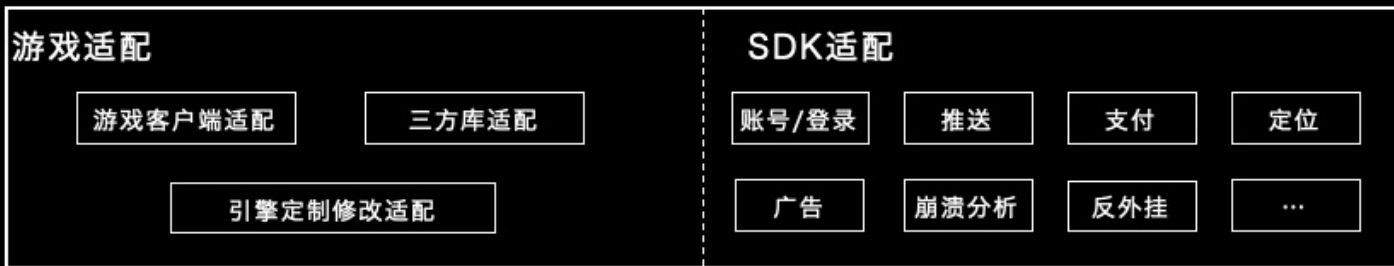 游戏适配
游戏客户端适配
三方库适配
引擎定制修改适配
SDK适配
账号/登录
推送
支付
定位
广告
崩溃分析
反外挂
…